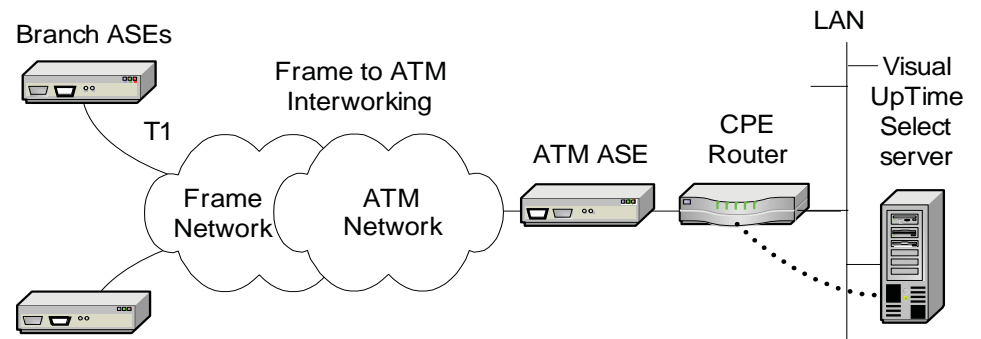 LAN
Branch ASEs
Frame to ATM
Interworking
Visual
UpTime
Select
server
T1
CPE
Router
ATM ASE
Frame
Network
ATM
Network